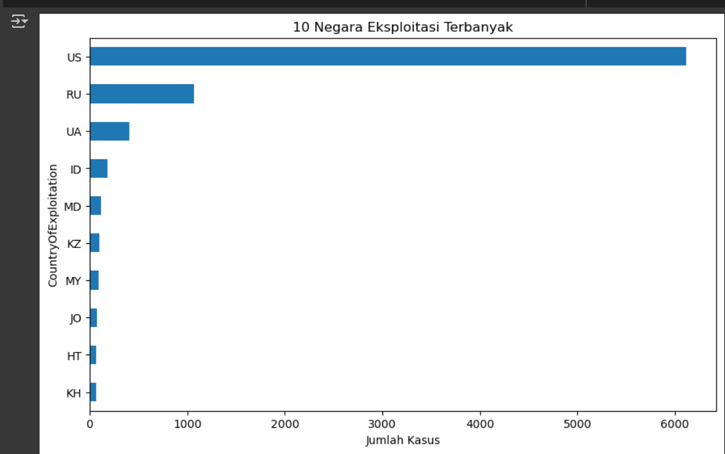 10 Negara Eksploitasi Terbanyak
US
RU
UA
ID
MD
KZ
MY
JO
HT
KH
CountryOfExploitation
0 1000 2000 3000 4000 5000 6000
Jumlah Kasus